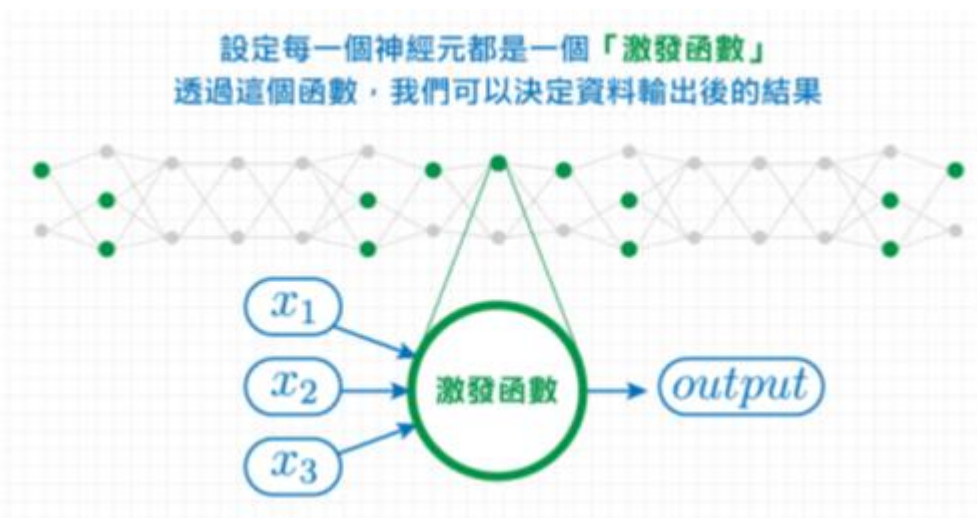 設定每一個神經元都是一個「激發函數」
透過這個函數，我們可以決定資料輸出後的結果
x1
x2
激發函數
output
x3